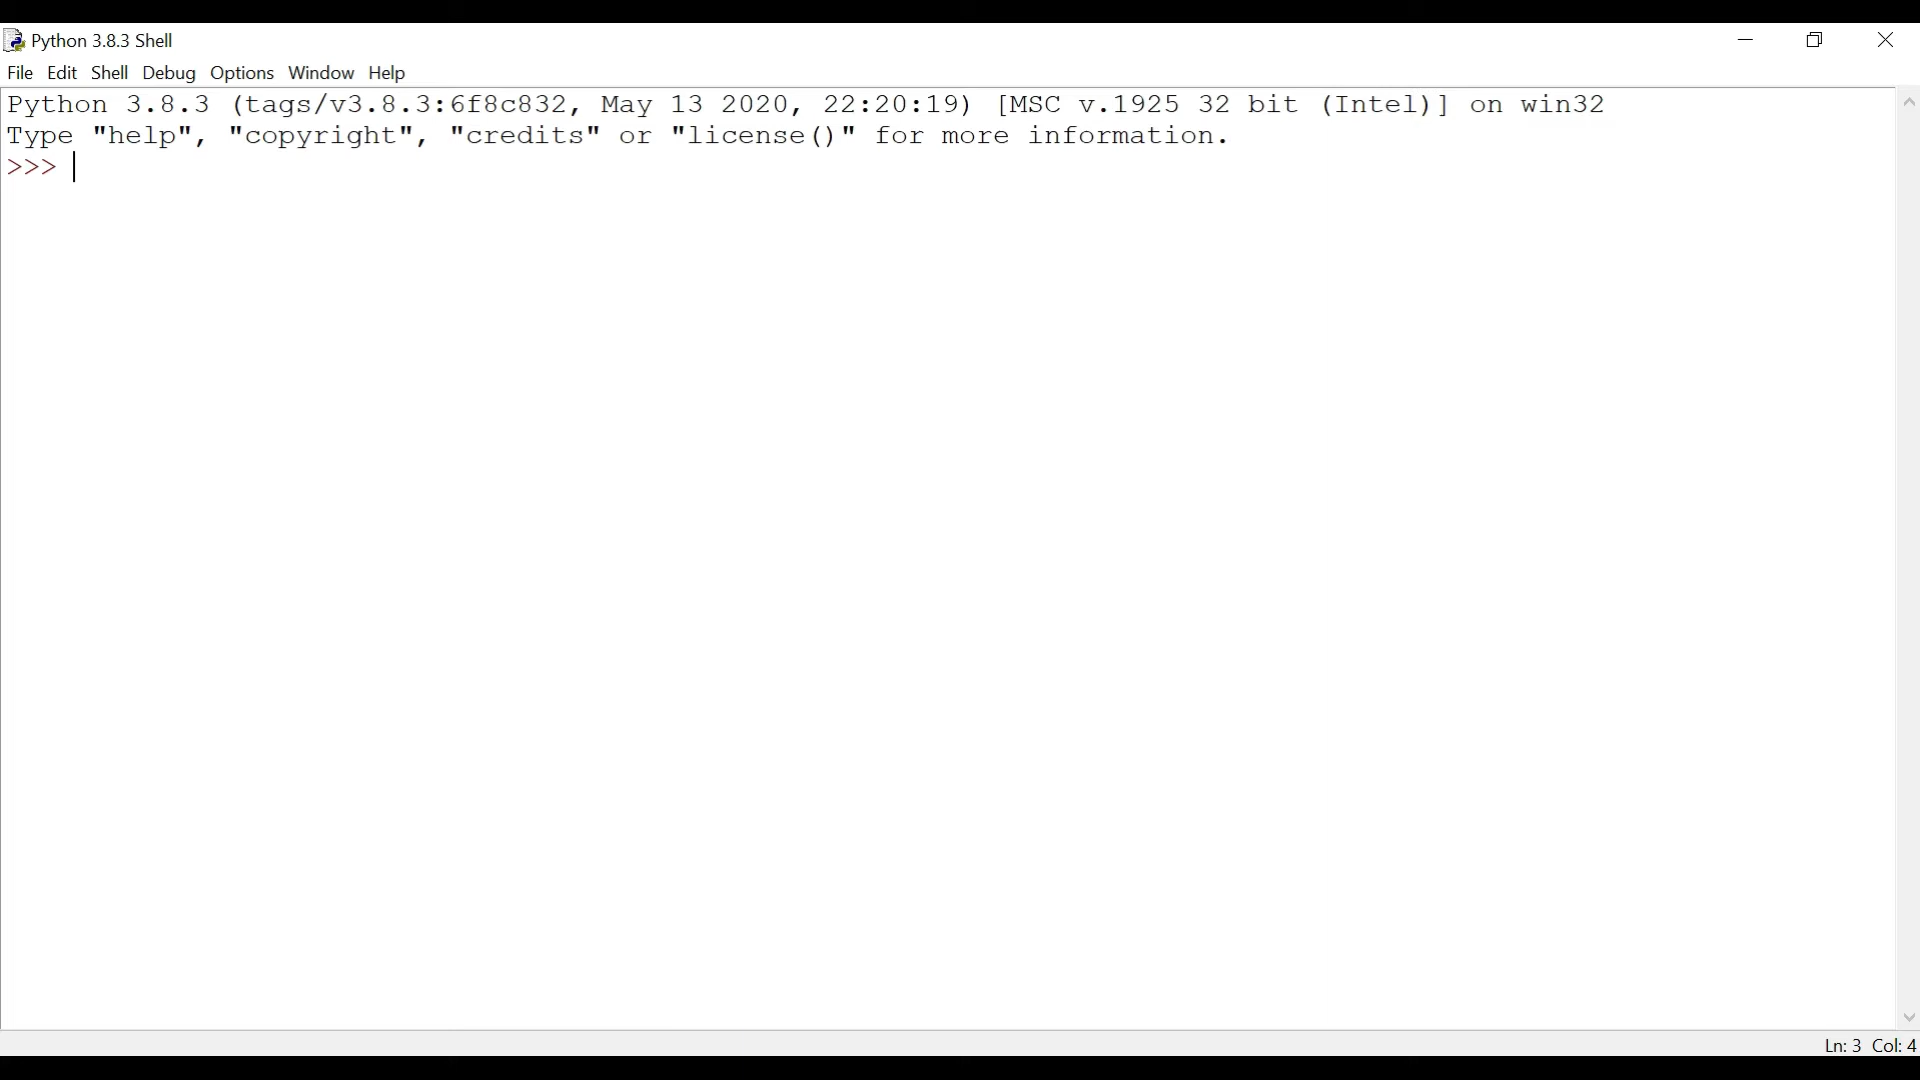 Python 3.8.3 Shell
File Edit Shell Debug Options Window Help
Python 3.8.3 (tags/v3.8.3:6f8c832, May 13 2020, 22:20:19) [MSC v.1925 32 bit (Intel)] on win32
Type "help", "copyright", "credits" or "license()" for more information.
>>>
Ln: 3 Col: 4